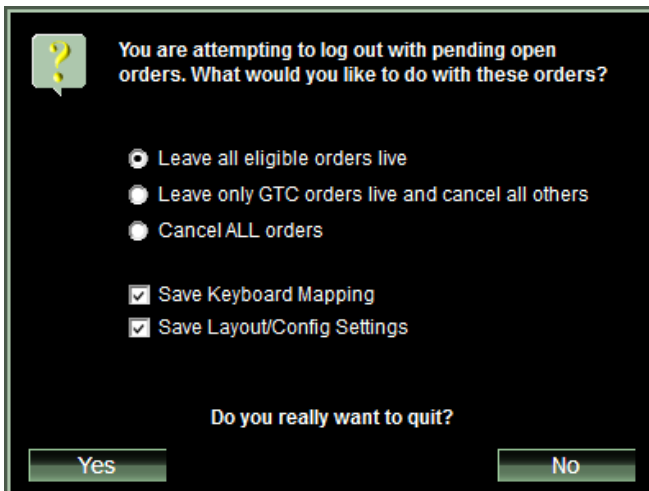 You are attempting to log out with pending open
orders. What would you like to do with these orders?
Leave all eligible orders live
Leave only GTC orders live and cancel all others
Cancel ALL orders
Save Keyboard Mapping
Save Layout/Config Settings
Do you really want to quit?
Yes
No